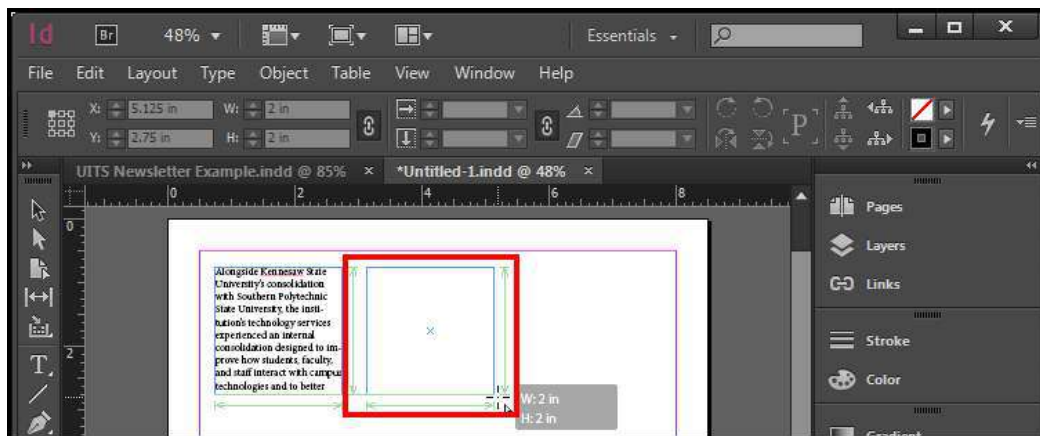 Id Br 48% Essentials
File Edit Layout Type Object Table View Window Help
X: 5.125 in W: 2 in
Y: 2.75 in H: 2 in
P
UITS Newsletter Example.indd @ 85% × *Untitled-1.indd @ 48% ×
0 2 4 6 8
0
Pages
Layers
Links
Alongside Kennesaw State
University's consolidation
with Southern Polytechnic
State University, the insti-
tution's technology services
experienced an internal
consolidation designed to im-
prove how students, faculty,
and staff interact with campus
technologies and to better
Stroke
2
T
Color
W: 2 in
H: 2 in
Gradient